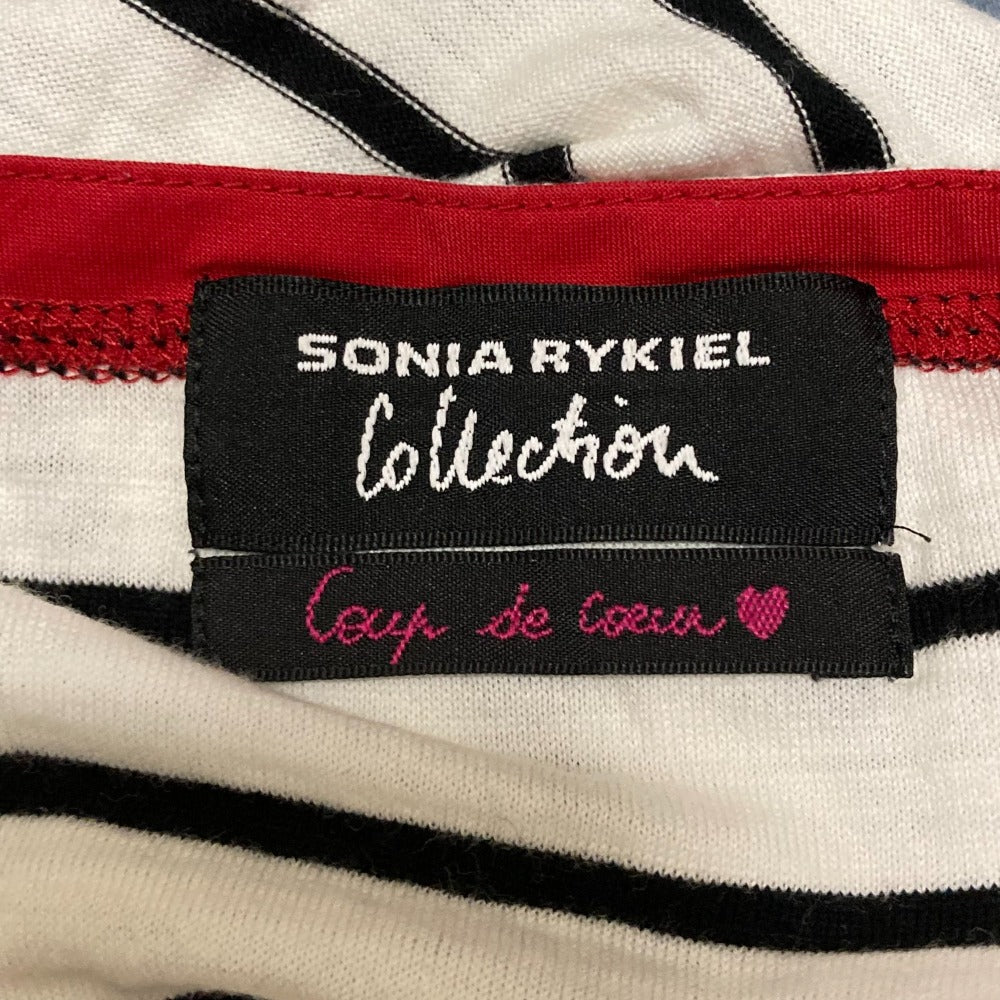 SONIA RYKIEL
Collection
Coup de coeur